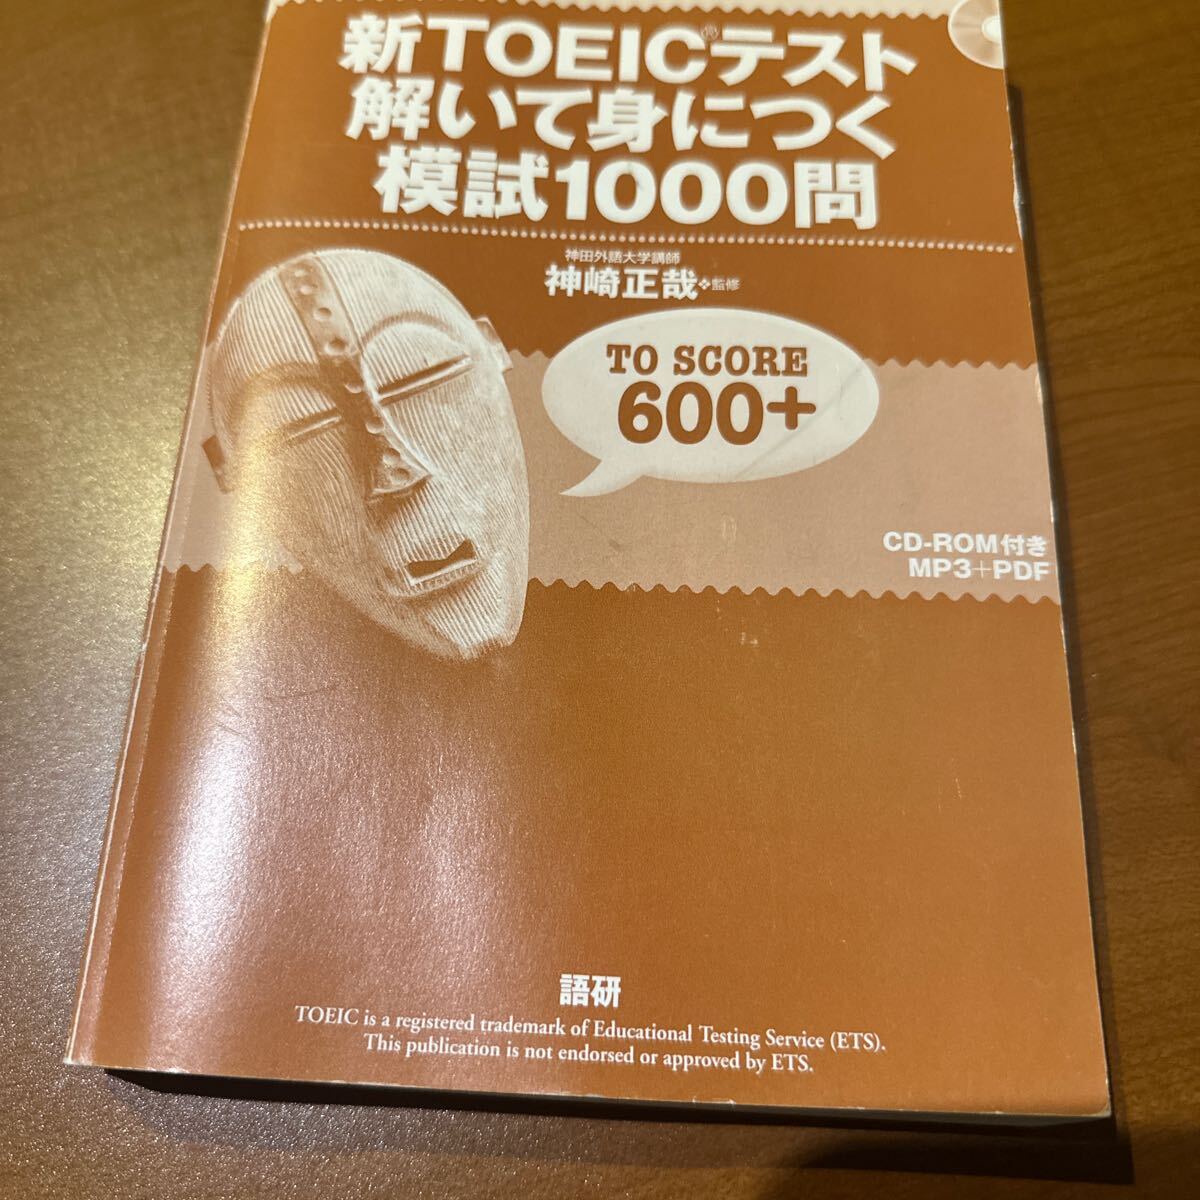 新TOEIC®テスト
解いて身につく
模試1000問
神田外語大学講師
神崎正哉❖監修
TO SCORE
600+
CD-ROM付き
MP3+PDF
語研
TOEIC is a registered trademark of Educational Testing Service (ETS).
This publication is not endorsed or approved by ETS.